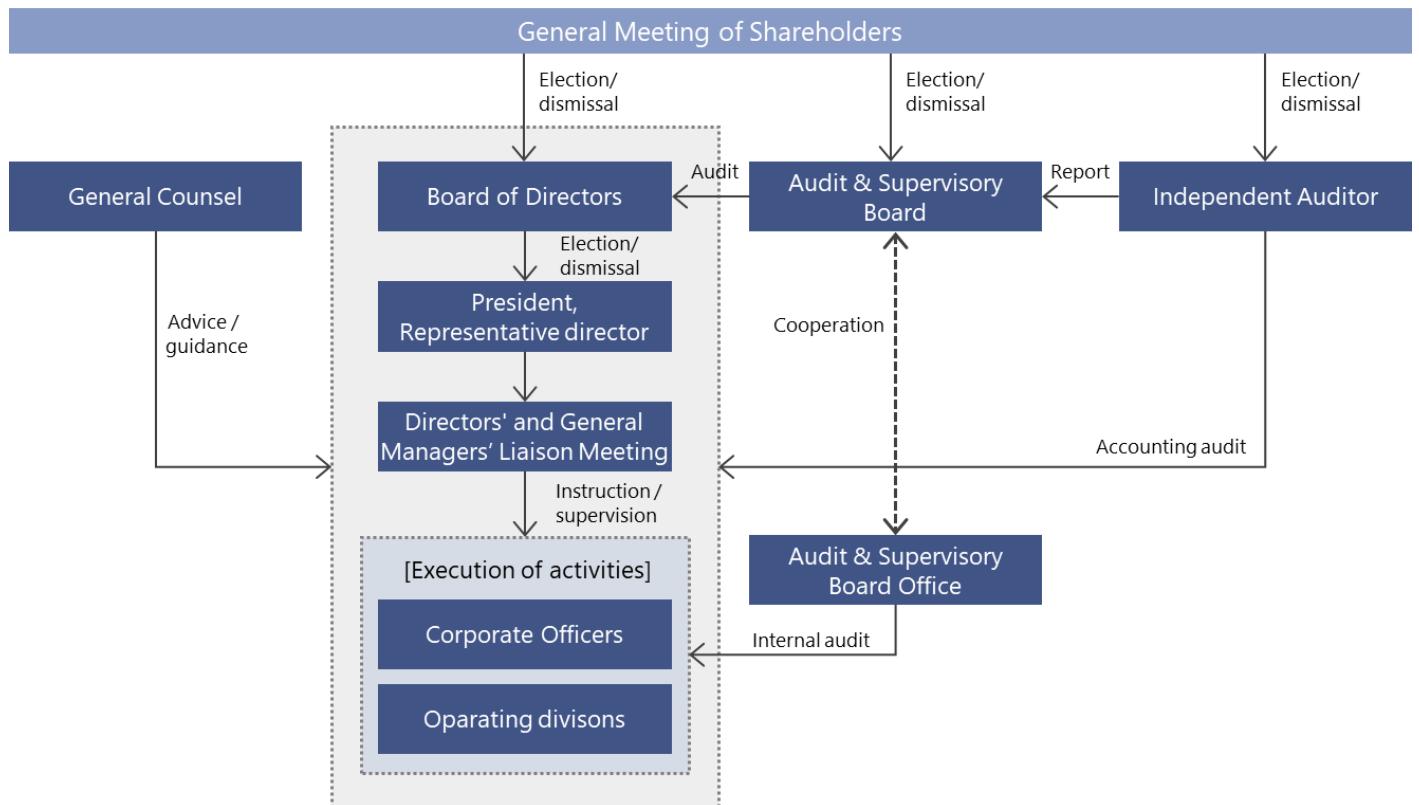 General Meeting of Shareholders
Election/
dismissal
Election/
dismissal
Election/
dismissal
General Counsel
Board of Directors
Audit
Audit & Supervisory
Board
Report
Independent Auditor
Election/
dismissal
President,
Representative director
Advice /
guidance
Cooperation
Directors' and General
Managers’ Liaison Meeting
Accounting audit
Instruction /
supervision
[Execution of activities]
Audit & Supervisory
Board Office
Corporate Officers
Internal audit
Oparating divisons